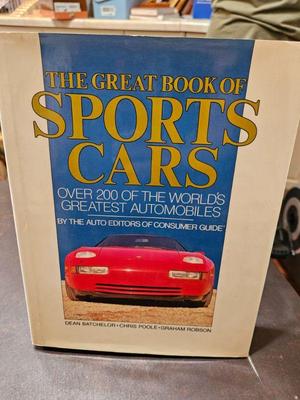 THE GREAT BOOK OF
SPORTS
CARS
OVER 200 OF THE WORLD'S
GREATEST AUTOMOBILES
BY THE AUTO EDITORS OF CONSUMER GUIDE
DEAN BATCHELOR • CHRIS POOLE • GRAHAM ROBSON